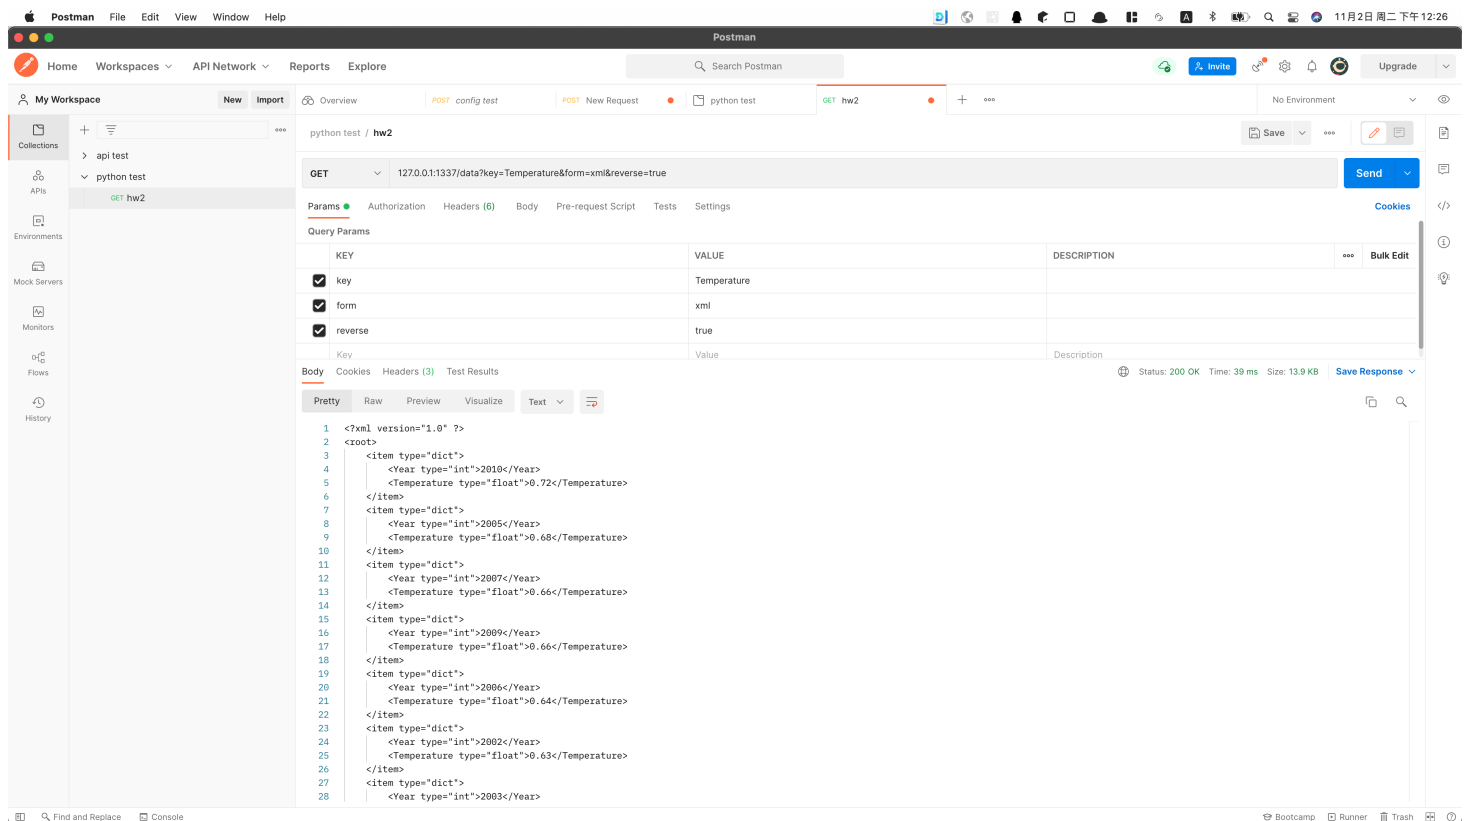 Postman File Edit View Window Help
A 11月2日 周二 下午12:26
Postman
Home Workspaces API Network Reports Explore
Search Postman
Invite
Upgrade
My Workspace
New Import
Overview
POST config test
POST New Request
python test
GET hw2
No Environment
Collections
APIs
Environments
Mock Servers
Monitors
Flows
History
api test
python test
GET hw2
python test / hw2
Save
GET
127.0.0.1:1337/data?key=Temperature&form=xml&reverse=true
Send
Params Authorization Headers (6) Body Pre-request Script Tests Settings
Cookies
Query Params
KEY VALUE DESCRIPTION Bulk Edit
key Temperature
form xml
reverse true
Key Value Description
Body Cookies Headers (3) Test Results
Status: 200 OK Time: 39 ms Size: 13.9 KB Save Response
Pretty Raw Preview Visualize Text
1 <?xml version="1.0" ?>
2 <root>
3 <item type="dict">
4 <Year type="int">2010</Year>
5 <Temperature type="float">0.72</Temperature>
6 </item>
7 <item type="dict">
8 <Year type="int">2005</Year>
9 <Temperature type="float">0.68</Temperature>
10 </item>
11 <item type="dict">
12 <Year type="int">2007</Year>
13 <Temperature type="float">0.66</Temperature>
14 </item>
15 <item type="dict">
16 <Year type="int">2009</Year>
17 <Temperature type="float">0.66</Temperature>
18 </item>
19 <item type="dict">
20 <Year type="int">2006</Year>
21 <Temperature type="float">0.64</Temperature>
22 </item>
23 <item type="dict">
24 <Year type="int">2002</Year>
25 <Temperature type="float">0.63</Temperature>
26 </item>
27 <item type="dict">
28 <Year type="int">2003</Year>
Find and Replace Console
Bootcamp Runner Trash